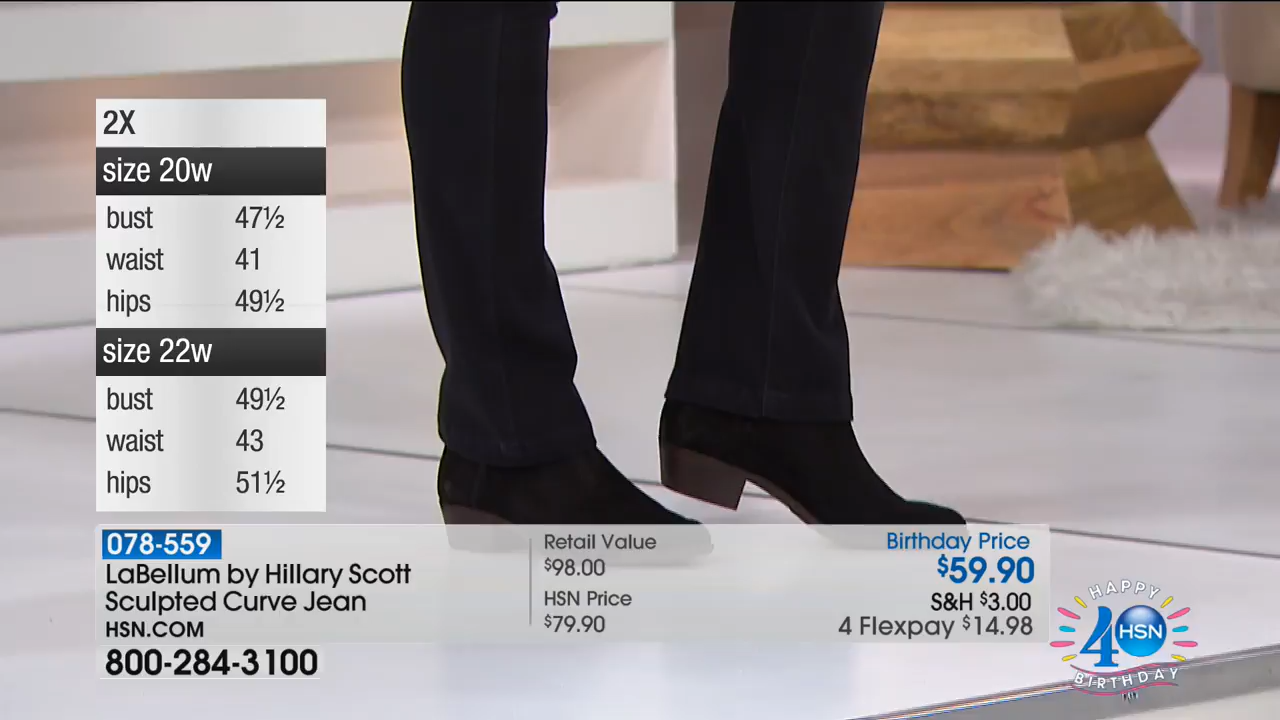 2X
size 20w
bust 47½
waist 41
hips 49½
size 22w
bust 49½
waist 43
hips 51½
078-559
LaBellum by Hillary Scott
Sculpted Curve Jean
HSN.COM
800-284-3100
Retail Value
$98.00
HSN Price
$79.90
Birthday Price
$59.90
S&H $3.00
4 Flexpay $14.98
HAPPY
40
HSN
BIRTHDAY